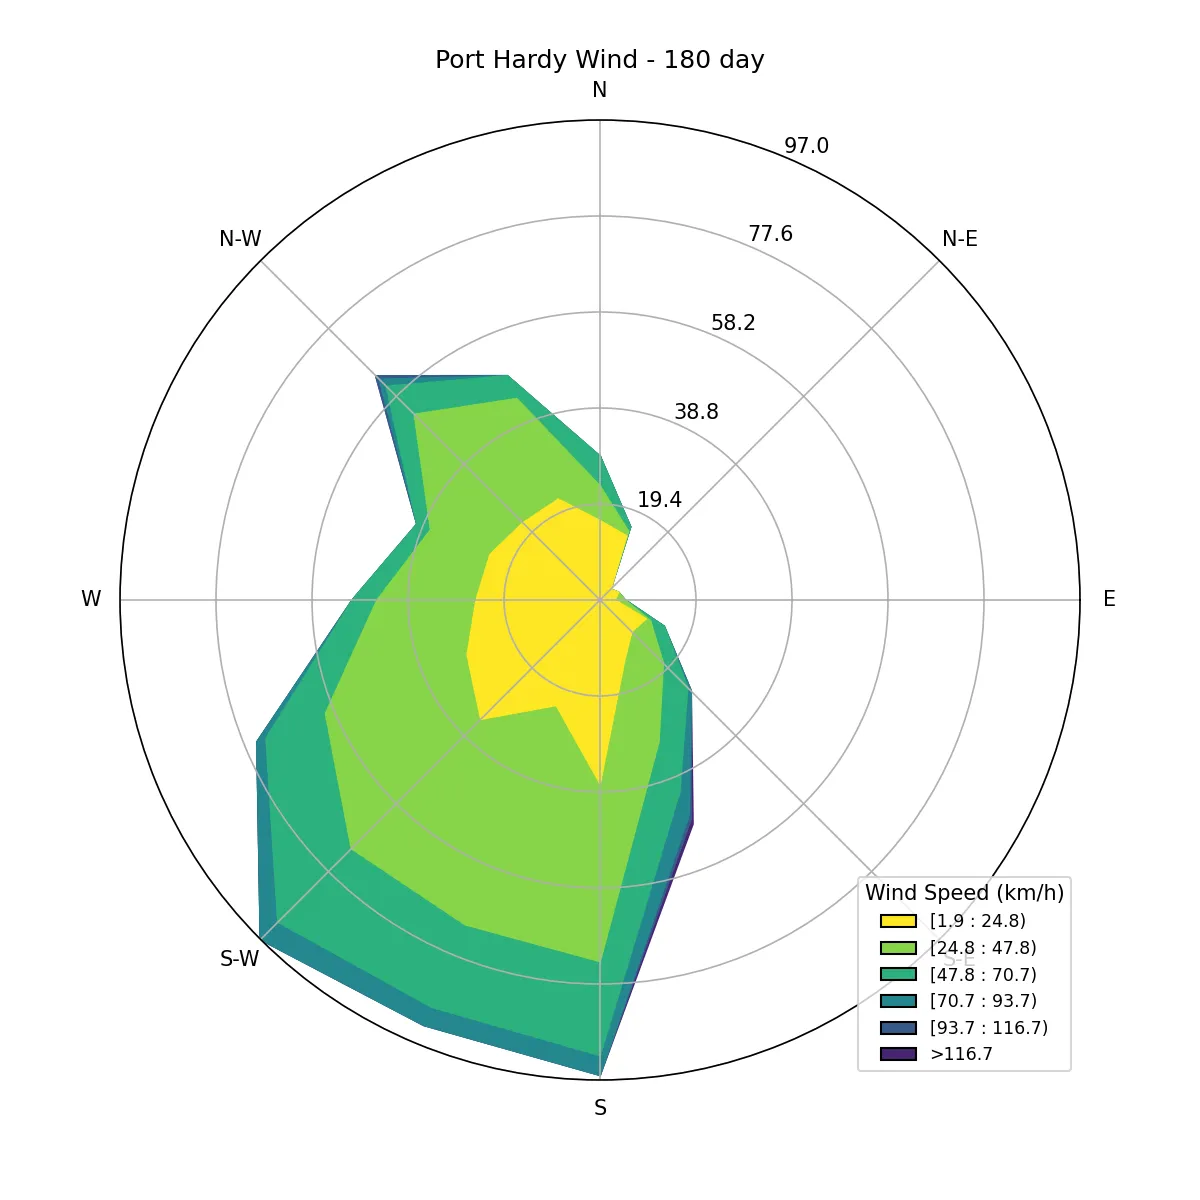 Port Hardy Wind - 180 day
N
97.0
N-W
77.6
N-E
58.2
38.8
19.4
W
E
S-W
S-E
S
Wind Speed (km/h)
[1.9 : 24.8)
[24.8 : 47.8)
[47.8 : 70.7)
[70.7 : 93.7)
[93.7 : 116.7)
>116.7